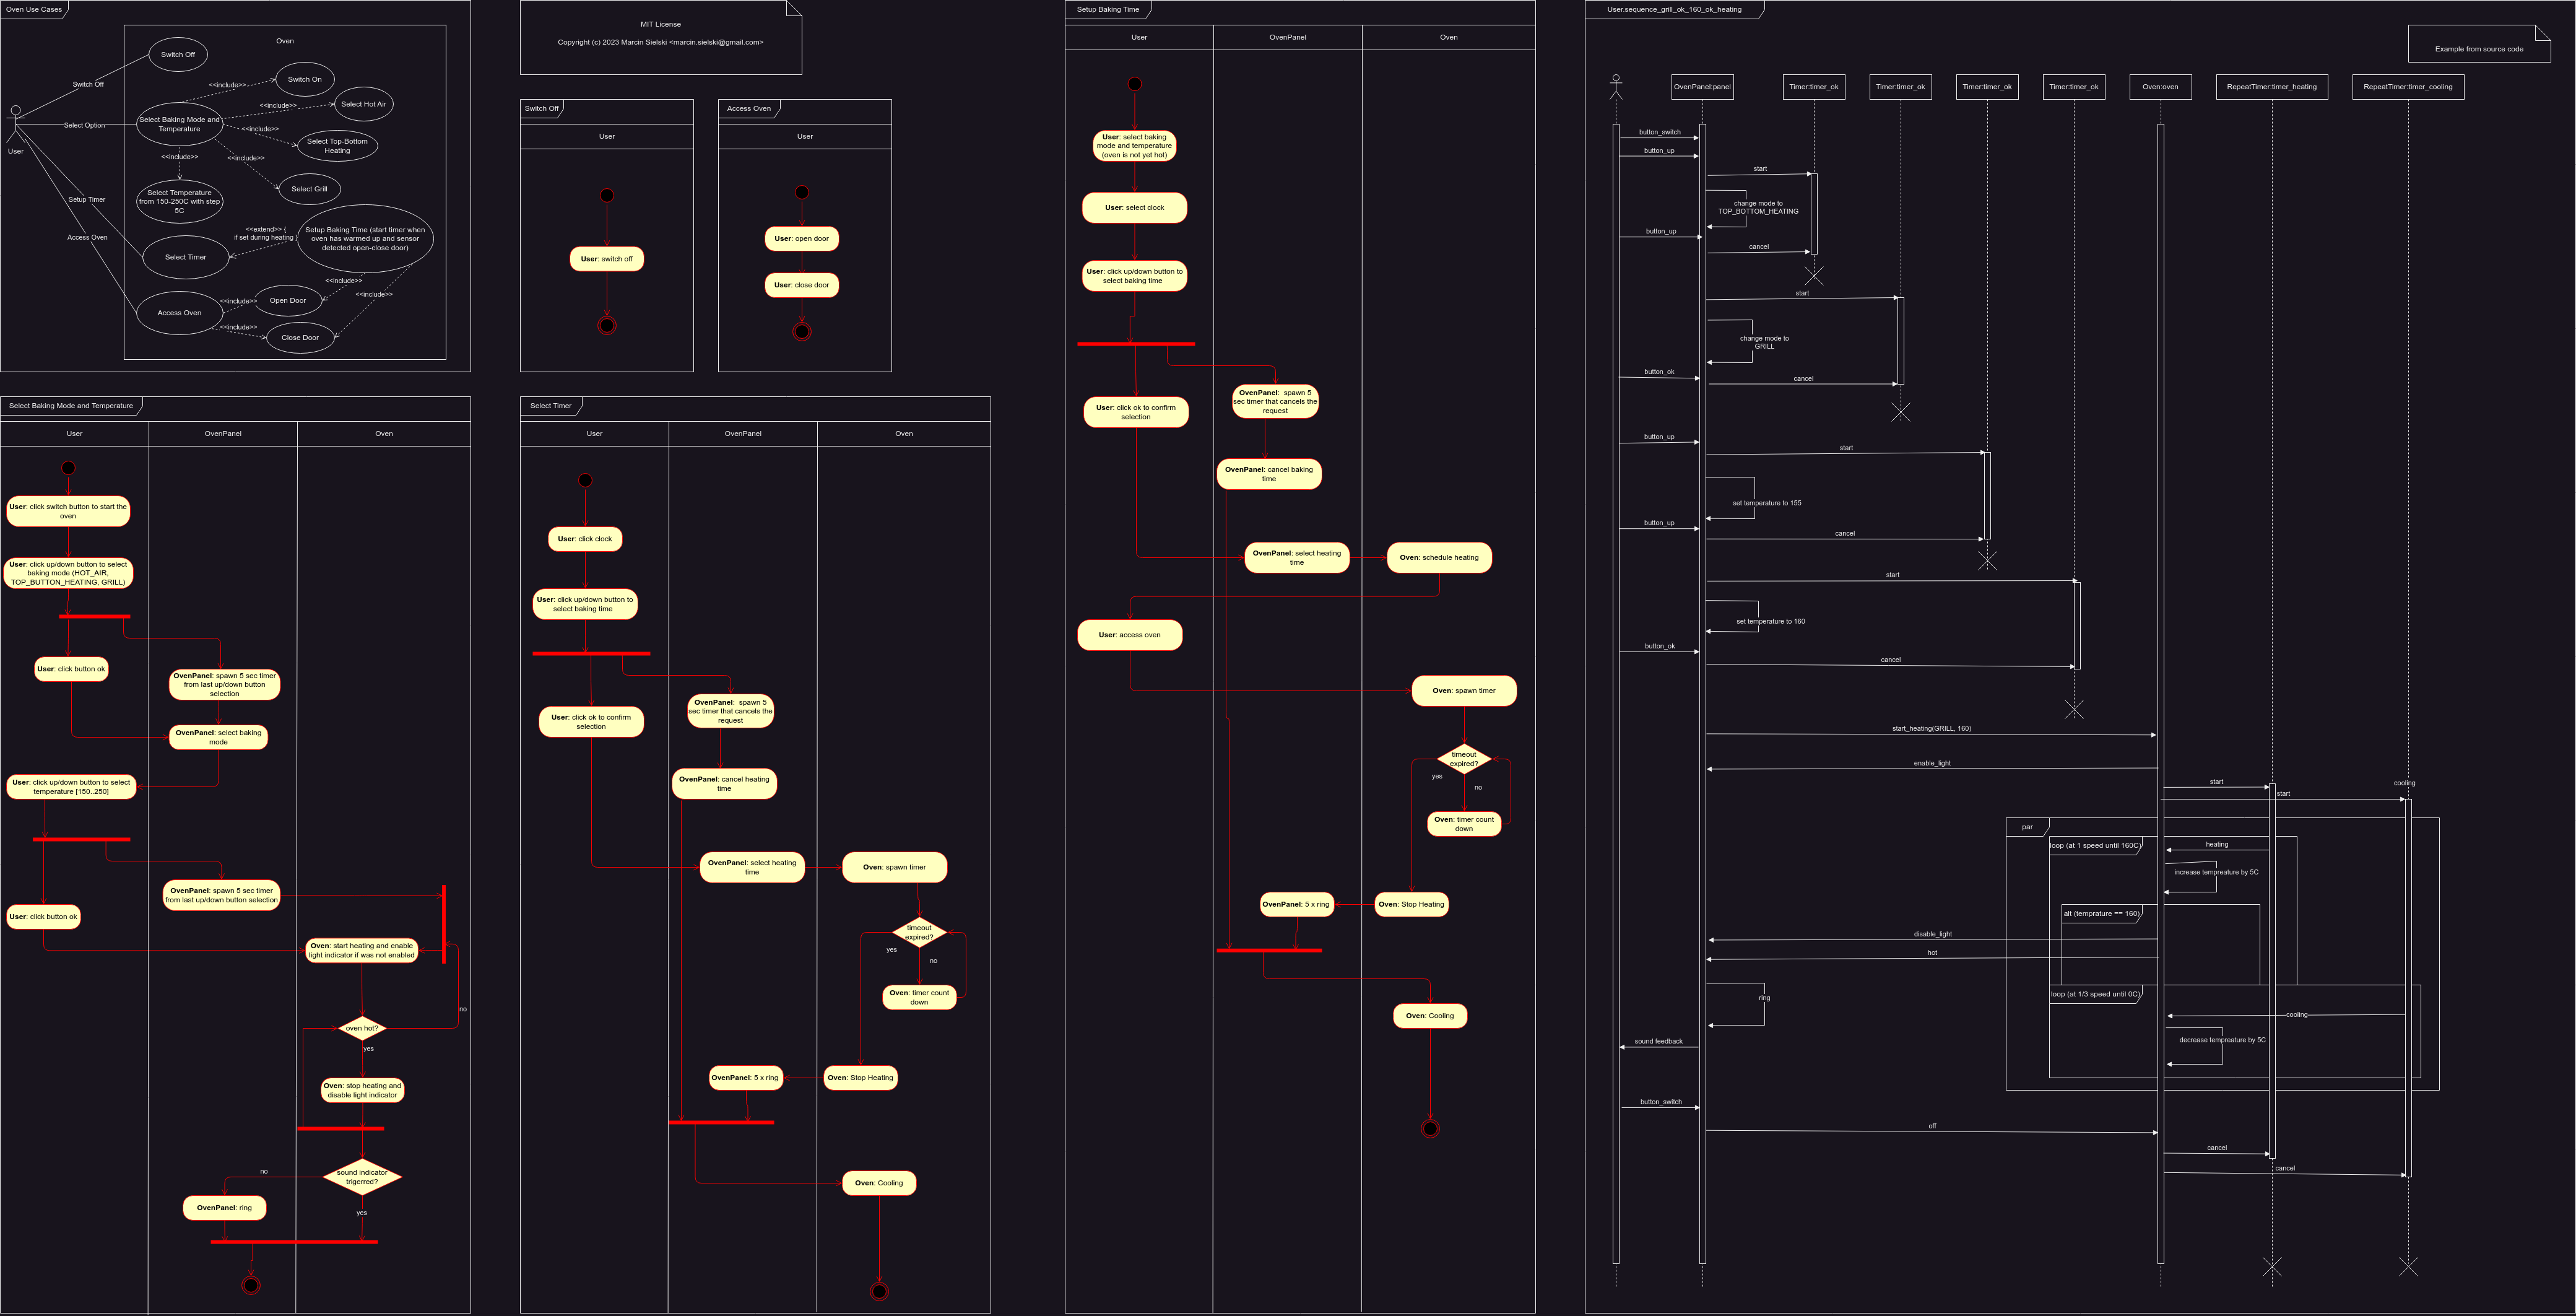 Oven Use Cases
Oven
Switch Off
Switch Off
Switch On
<<include>>
Select Hot Air
<<include>>
Select Option
Select Baking Mode and
Temperature
<<include>>
Select Top-Bottom
Heating
User
<<include>>
<<include>>
Select Grill
Select Temperature
from 150-250C with step
5C
Setup Timer
<<extend>> {
if set during heating }
Setup Baking Time (start timer when
oven has warmed up and sensor
detected open-close door)
Access Oven
Select Timer
<<include>>
<<include>>
<<include>>
Open Door
Access Oven
<<include>>
Close Door
MIT License
Copyright (c) 2023 Marcin Sielski <marcin.sielski@gmail.com>
Switch Off
User
User: switch off
Access Oven
User
User: open door
User: close door
Select Baking Mode and Temperature
User
OvenPanel
Oven
User: click switch button to start the
oven
User: click up/down button to select
baking mode (HOT_AIR,
TOP_BUTTON_HEATING, GRILL)
User: click button ok
OvenPanel: spawn 5 sec timer
from last up/down button
selection
OvenPanel: select baking
mode
User: click up/down button to select
temperature [150..250]
OvenPanel: spawn 5 sec timer
from last up/down button selection
User: click button ok
Oven: start heating and enable
light indicator if was not enabled
no
oven hot?
yes
Oven: stop heating and
disable light indicator
no
sound indicator
trigerred?
OvenPanel: ring
yes
Select Timer
User
OvenPanel
Oven
User: click clock
User: click up/down button to
select baking time
User: click ok to confirm
selection
OvenPanel: spawn 5
sec timer that cancels the
request
OvenPanel: cancel heating
time
OvenPanel: select heating
time
Oven: spawn timer
timeout
expired?
yes
no
Oven: timer count
down
OvenPanel: 5 x ring
Oven: Stop Heating
Oven: Cooling
Setup Baking Time
User
OvenPanel
Oven
User: select baking
mode and temperature
(oven is not yet hot)
User: select clock
User: click up/down button to
select baking time
User: click ok to confirm
selection
OvenPanel: spawn 5
sec timer that cancels the
request
OvenPanel: cancel baking
time
OvenPanel: select heating
time
Oven: schedule heating
User: access oven
Oven: spawn timer
timeout
expired?
yes
no
Oven: timer count
down
OvenPanel: 5 x ring
Oven: Stop Heating
Oven: Cooling
User.sequence_grill_ok_160_ok_heating
Example from source code
OvenPanel:panel
Timer:timer_ok
Timer:timer_ok
Timer:timer_ok
Timer:timer_ok
Oven:oven
RepeatTimer:timer_heating
RepeatTimer:timer_cooling
button_switch
button_up
start
change mode to
TOP_BOTTOM_HEATING
button_up
cancel
start
change mode to
GRILL
button_ok
cancel
button_up
start
set temperature to 155
button_up
cancel
start
set temperature to 160
button_ok
cancel
start_heating(GRILL, 160)
enable_light
start
cooling
start
par
loop (at 1 speed until 160C)
heating
increase tempreature by 5C
alt (temprature == 160)
disable_light
hot
loop (at 1/3 speed until 0C)
ring
cooling
decrease tempreature by 5C
sound feedback
button_switch
off
cancel
cancel